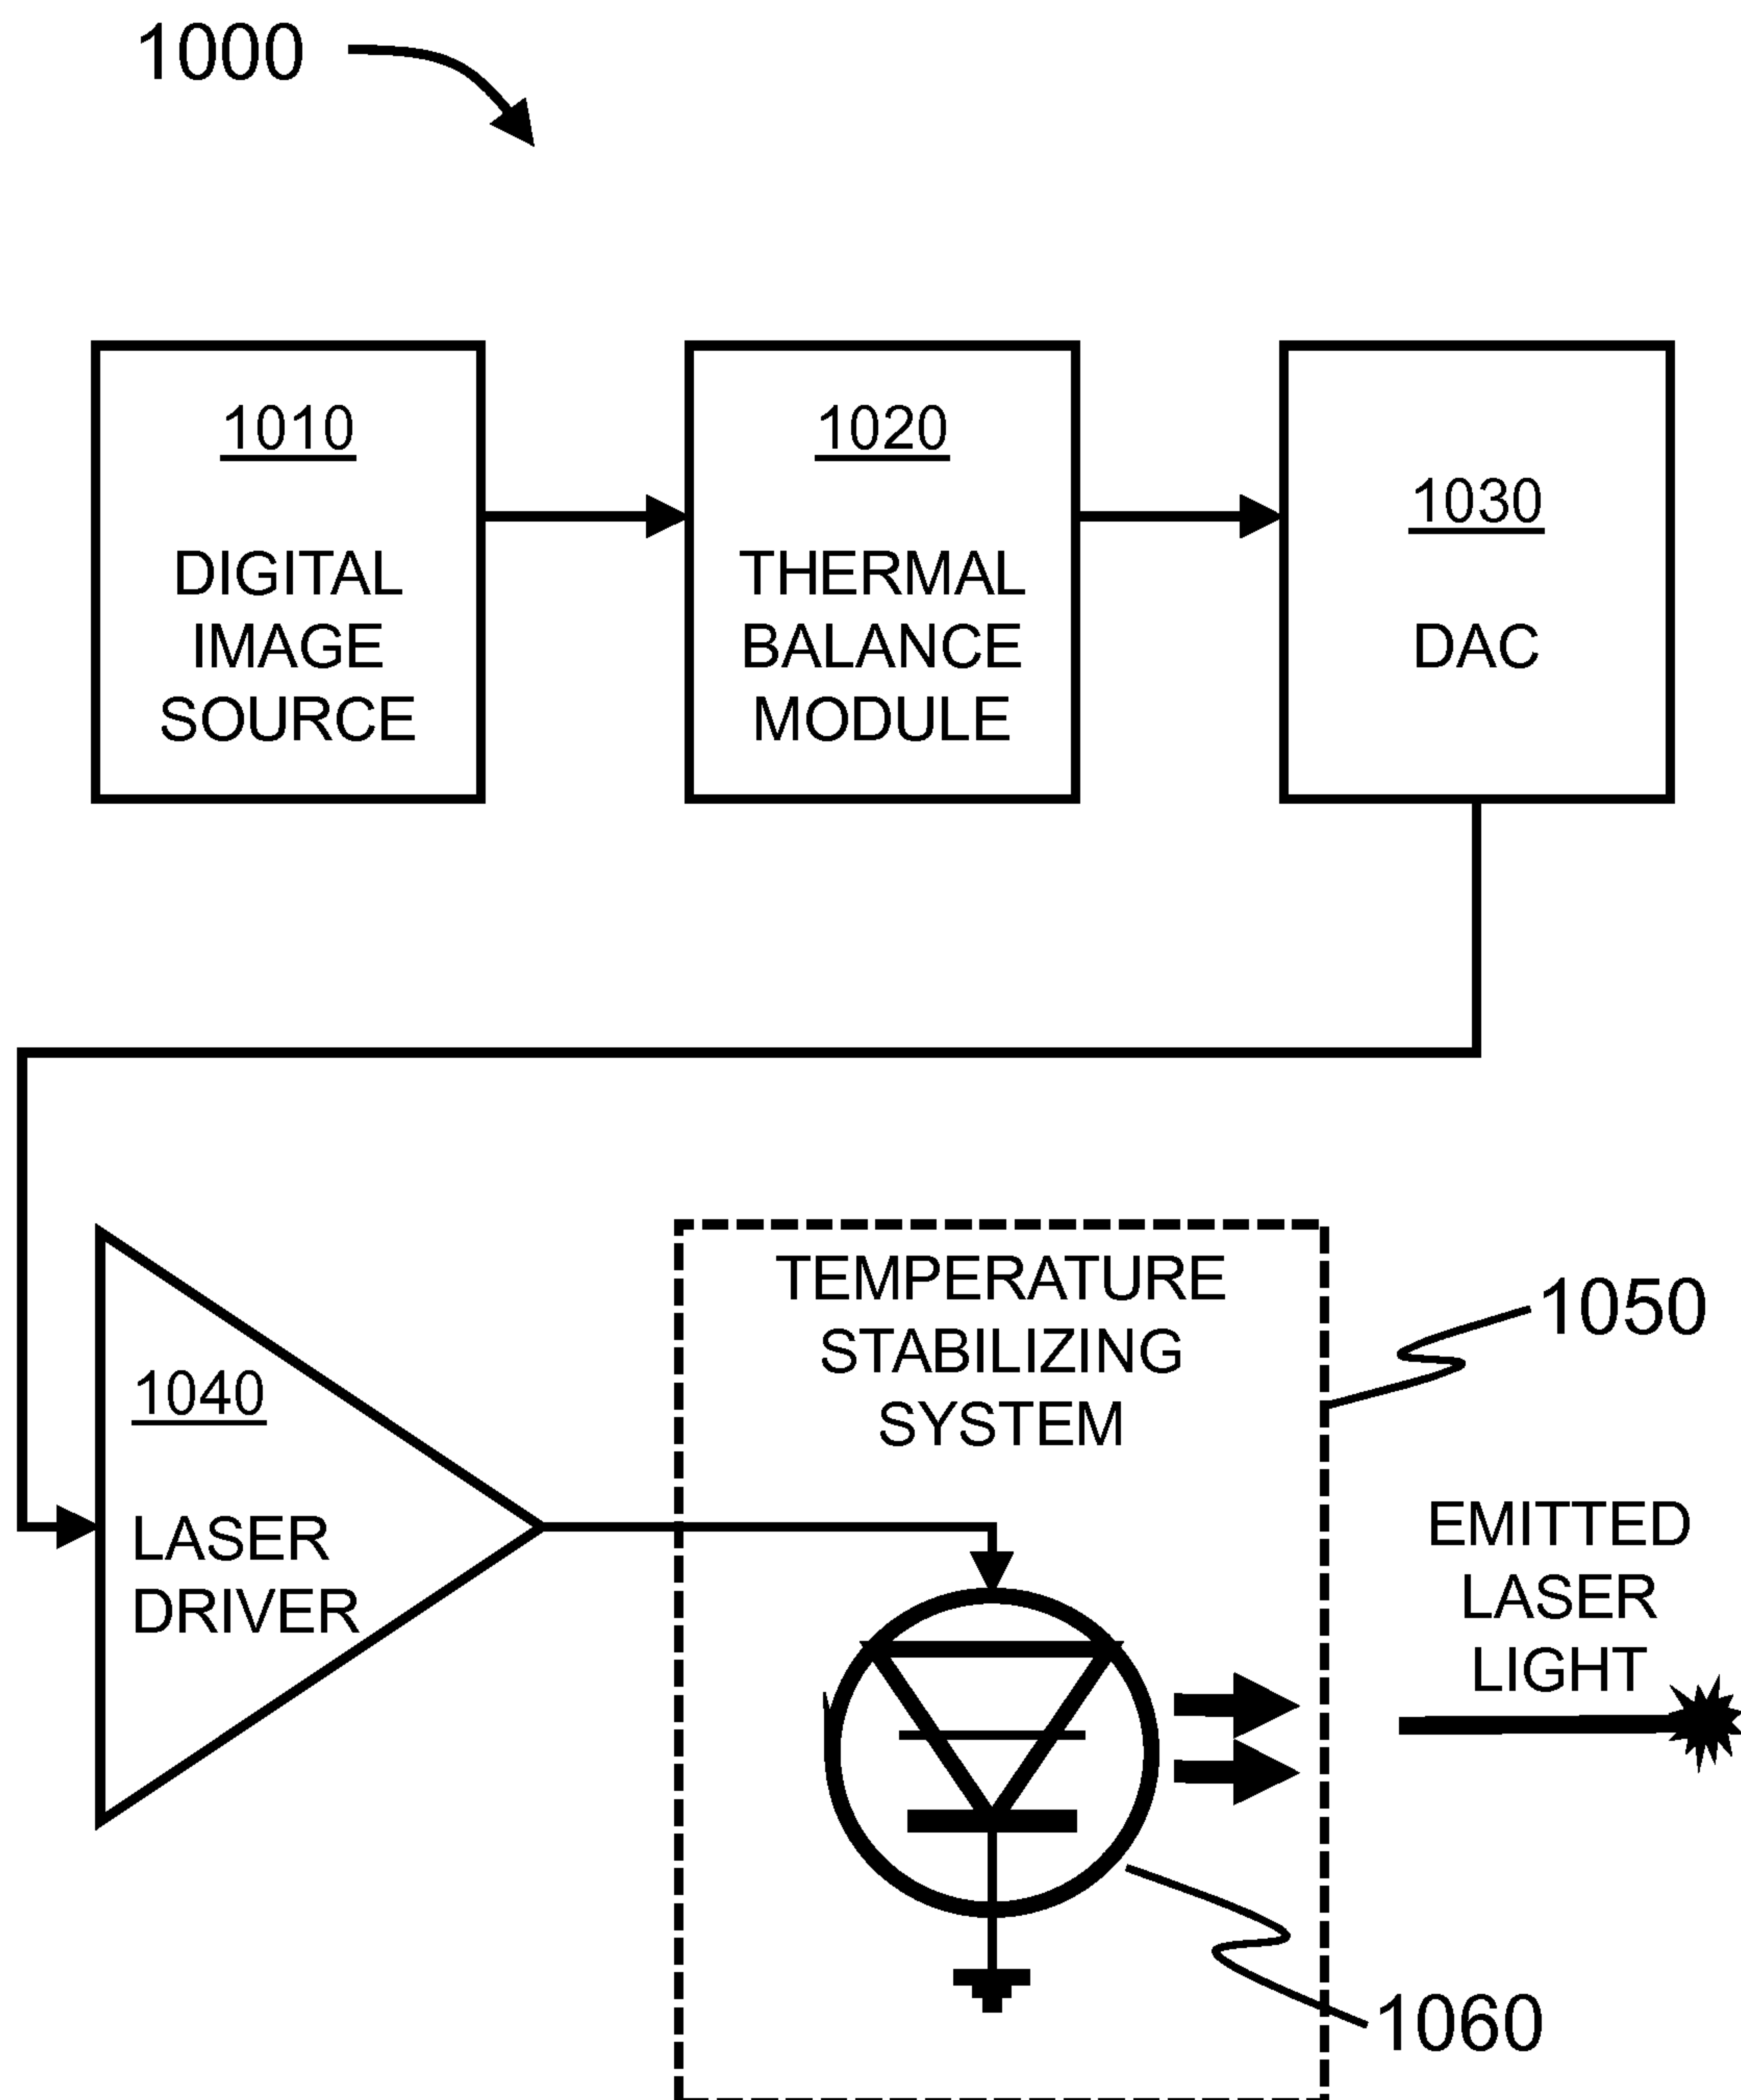 1000
1010
DIGITAL
IMAGE
SOURCE
1020
THERMAL
BALANCE
MODULE
1030
DAC
1040
LASER
DRIVER
TEMPERATURE
STABILIZING
SYSTEM
1050
EMITTED
LASER
LIGHT
1060